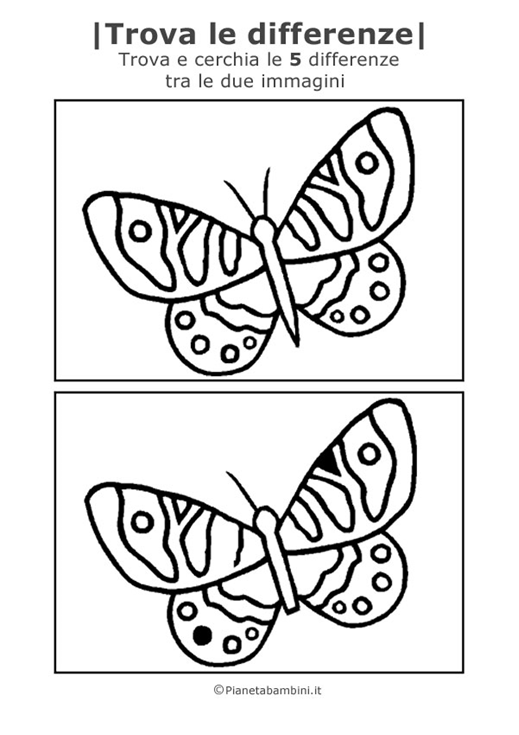 |Trova le differenze|
Trova e cerchia le 5 differenze
tra le due immagini
©Pianetabambini.it